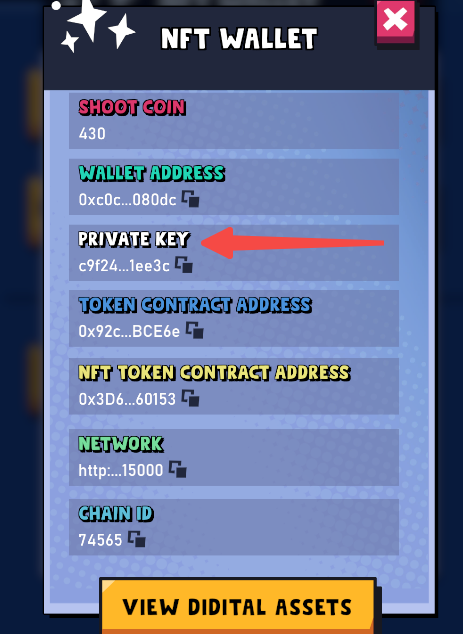 NFT WALLET
SHOOT COIN
430
WALLET ADDRESS
0xc0c...080dc
PRIVATE KEY
c9f24...1ee3c
TOKEN CONTRACT ADDRESS
0x92c...BCE6e
NFT TOKEN CONTRACT ADDRESS
0x3D6...60153
NETWORK
http:...15000
CHAIN ID
74565
VIEW DIDITAL ASSETS